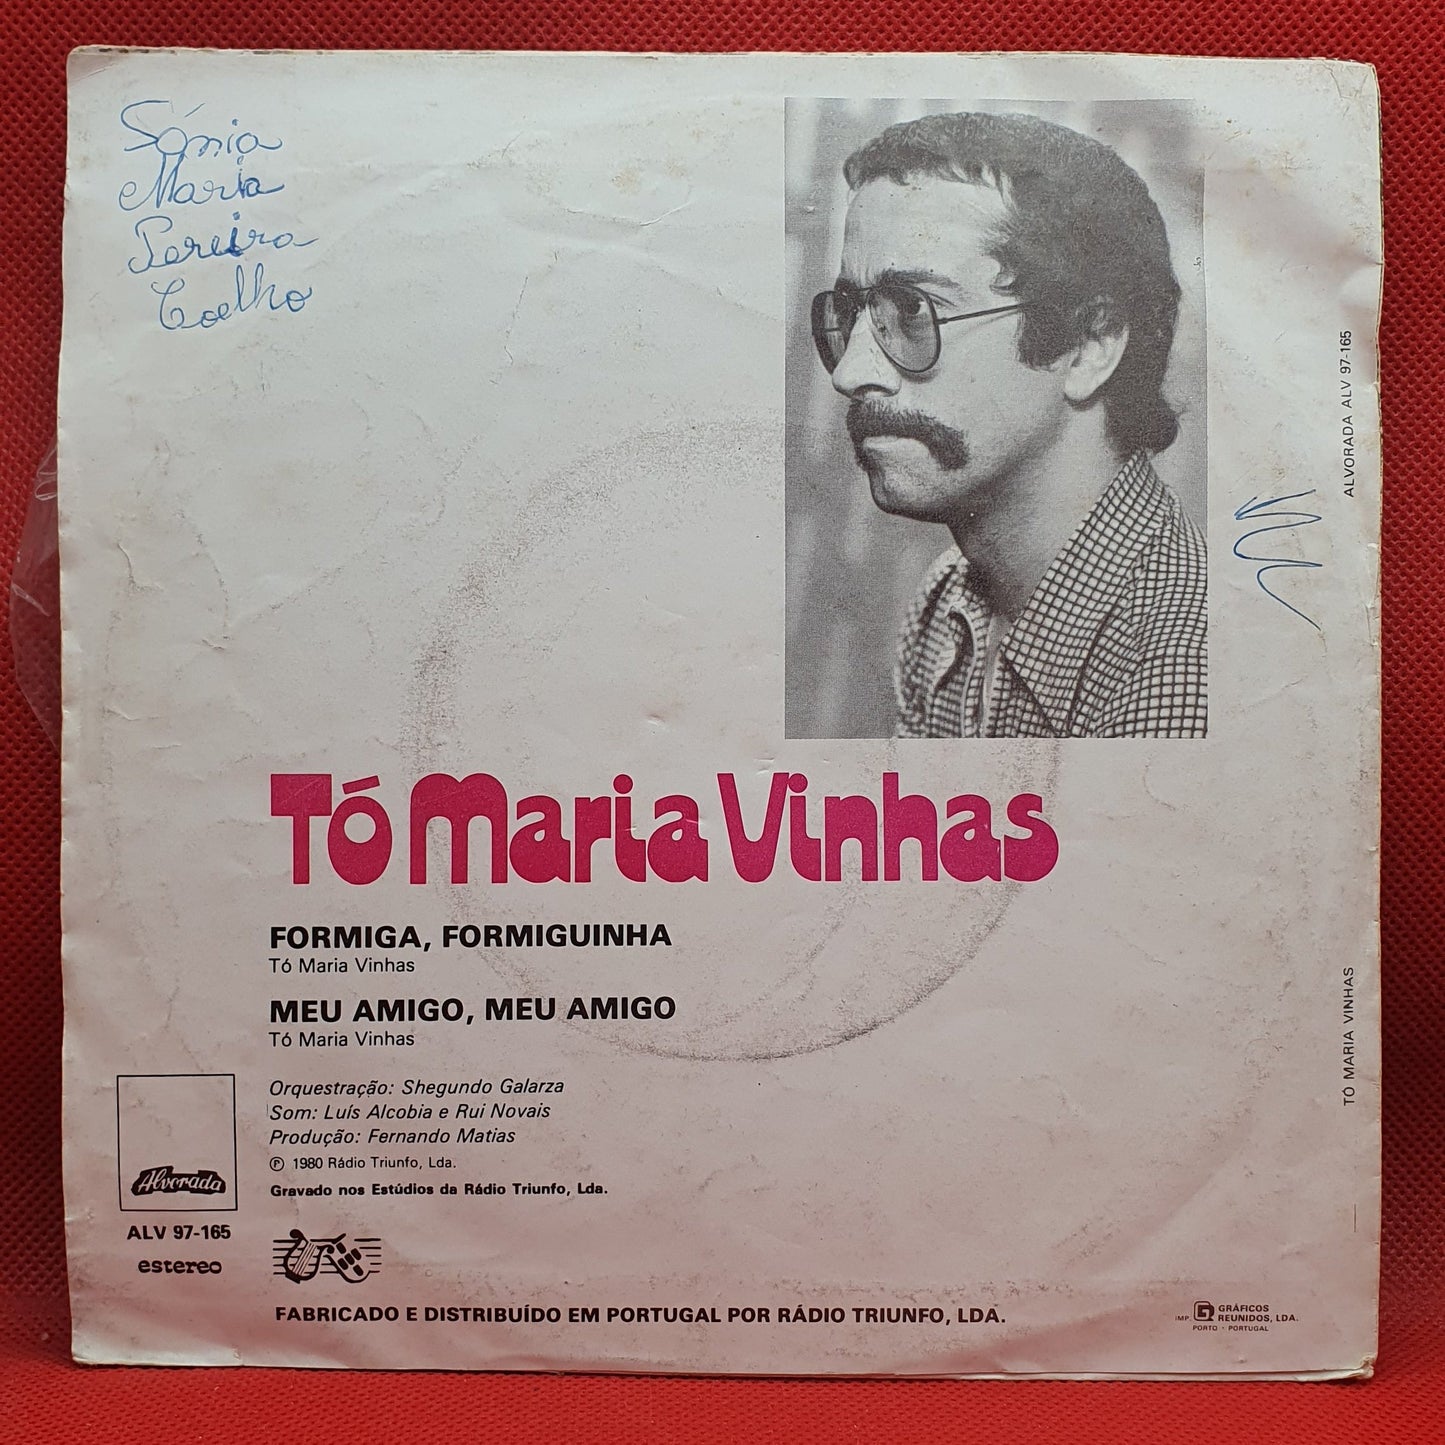 Sónia
Maria
Pereira
Coelho
ALVORADA ALV 97-165
Tó Maria Vinhas
FORMIGA, FORMIGUINHA
Tó Maria Vinhas
MEU AMIGO, MEU AMIGO
Tó Maria Vinhas
TÓ MARIA VINHAS
Orquestração: Shegundo Galarza
Som: Luís Alcobia e Rui Novais
Produção: Fernando Matias
℗ 1980 Rádio Triunfo, Lda.
Gravado nos Estúdios da Rádio Triunfo, Lda.
Alvorada
ALV 97-165
estereo
FABRICADO E DISTRIBUÍDO EM PORTUGAL POR RÁDIO TRIUNFO, LDA.
IMP. GRÁFICOS
REUNIDOS, LDA.
PORTO - PORTUGAL